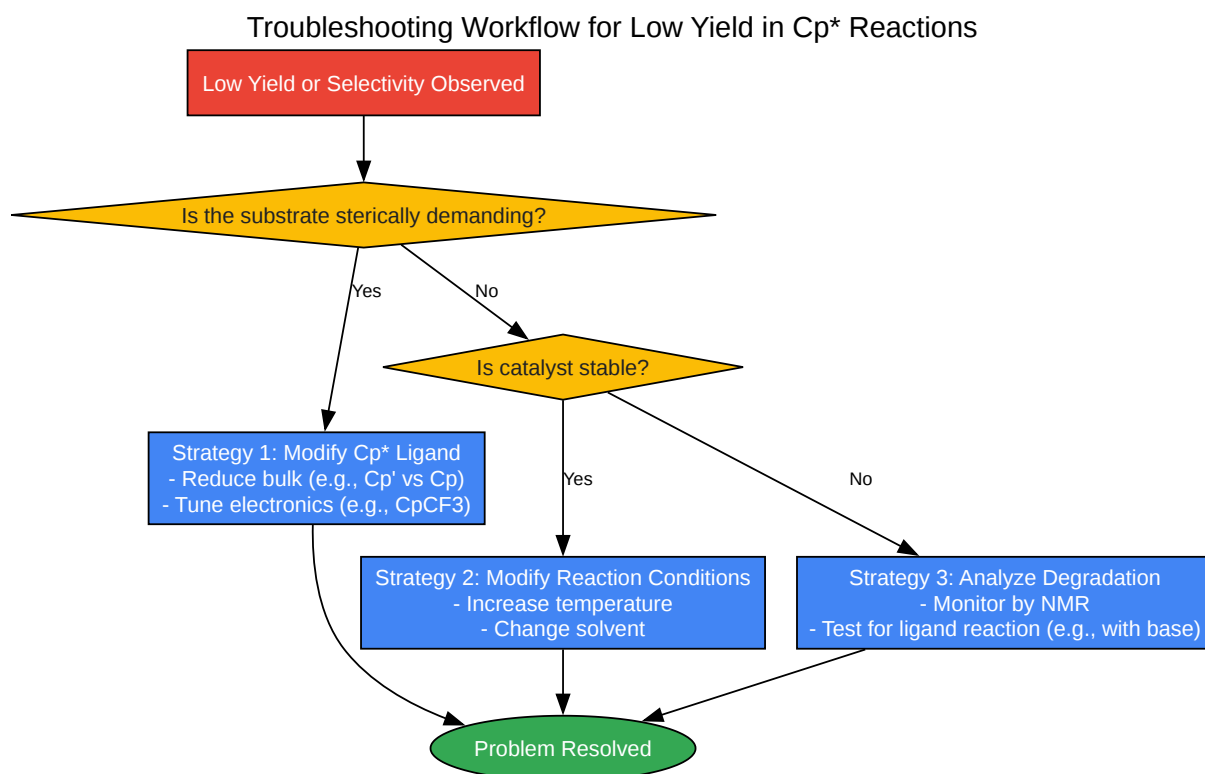 Troubleshooting Workflow for Low Yield in Cp* Reactions
Low Yield or Selectivity Observed
Is the substrate sterically demanding?
Yes
No
Is catalyst stable?
Strategy 1: Modify Cp* Ligand
- Reduce bulk (e.g., Cp' vs Cp)
- Tune electronics (e.g., CpCF3)
Yes
No
Strategy 2: Modify Reaction Conditions
- Increase temperature
- Change solvent
Strategy 3: Analyze Degradation
- Monitor by NMR
- Test for ligand reaction (e.g., with base)
Problem Resolved